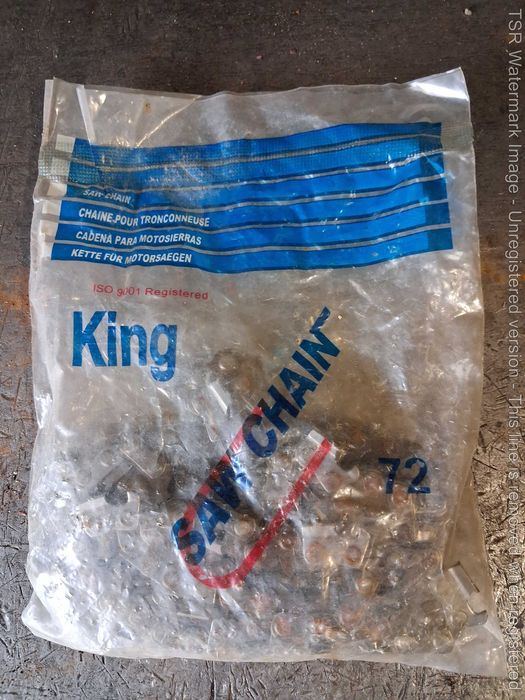 SAW CHAIN
CHAINE POUR TRONCONNEUSE
CADENA PARA MOTOSIERRAS
KETTE FÜR MOTORSAEGEN
ISO 9001 Registered
King
SAW CHAIN
72
TSR Watermark Image - Unregistered version - This line is removed when registered